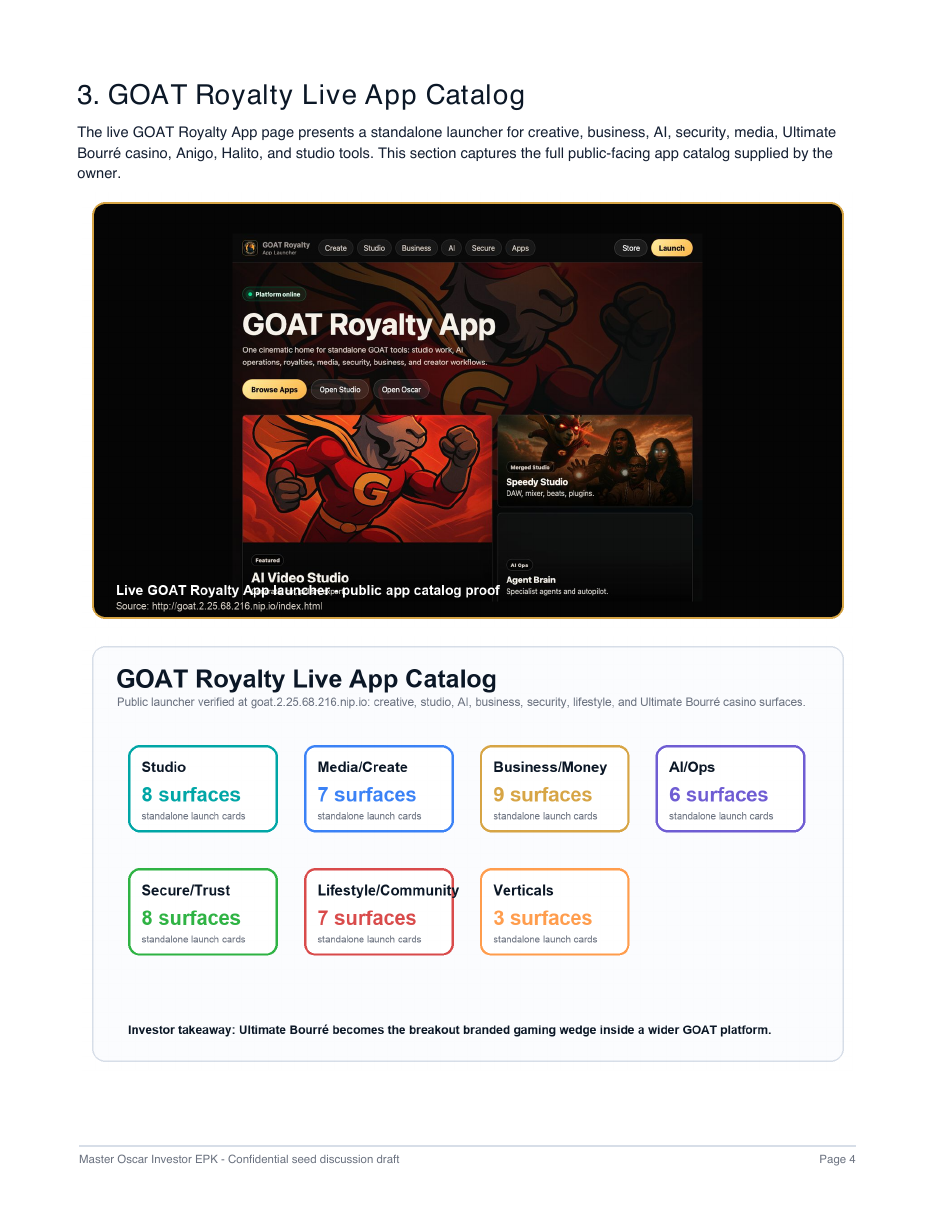 3. GOAT Royalty Live App Catalog
The live GOAT Royalty App page presents a standalone launcher for creative, business, AI, security, media, Ultimate
Bourré casino, Anigo, Halito, and studio tools. This section captures the full public-facing app catalog supplied by the
owner.
GOAT Royalty
App Launcher
Create
Studio
Business
AI
Secure
Apps
Store
Launch
Platform online
GOAT Royalty App
One cinematic home for standalone GOAT tools: studio work, AI
operations, royalties, media, security, business, and creator workflows.
Browse Apps
Open Studio
Open Oscar
G
G
Merged Studio
Speedy Studio
DAW, mixer, beats, plugins.
Featured
AI Video Studio
AI Ops
Agent Brain
Specialist agents and autopilot.
Live GOAT Royalty App launcher - public app catalog proof
Source: http://goat.2.25.68.216.nip.io/index.html
GOAT Royalty Live App Catalog
Public launcher verified at goat.2.25.68.216.nip.io: creative, studio, AI, business, security, lifestyle, and Ultimate Bourré casino surfaces.
Studio
8 surfaces
standalone launch cards
Media/Create
7 surfaces
standalone launch cards
Business/Money
9 surfaces
standalone launch cards
AI/Ops
6 surfaces
standalone launch cards
Secure/Trust
8 surfaces
standalone launch cards
Lifestyle/Community
7 surfaces
standalone launch cards
Verticals
3 surfaces
standalone launch cards
Investor takeaway: Ultimate Bourré becomes the breakout branded gaming wedge inside a wider GOAT platform.
Master Oscar Investor EPK - Confidential seed discussion draft
Page 4